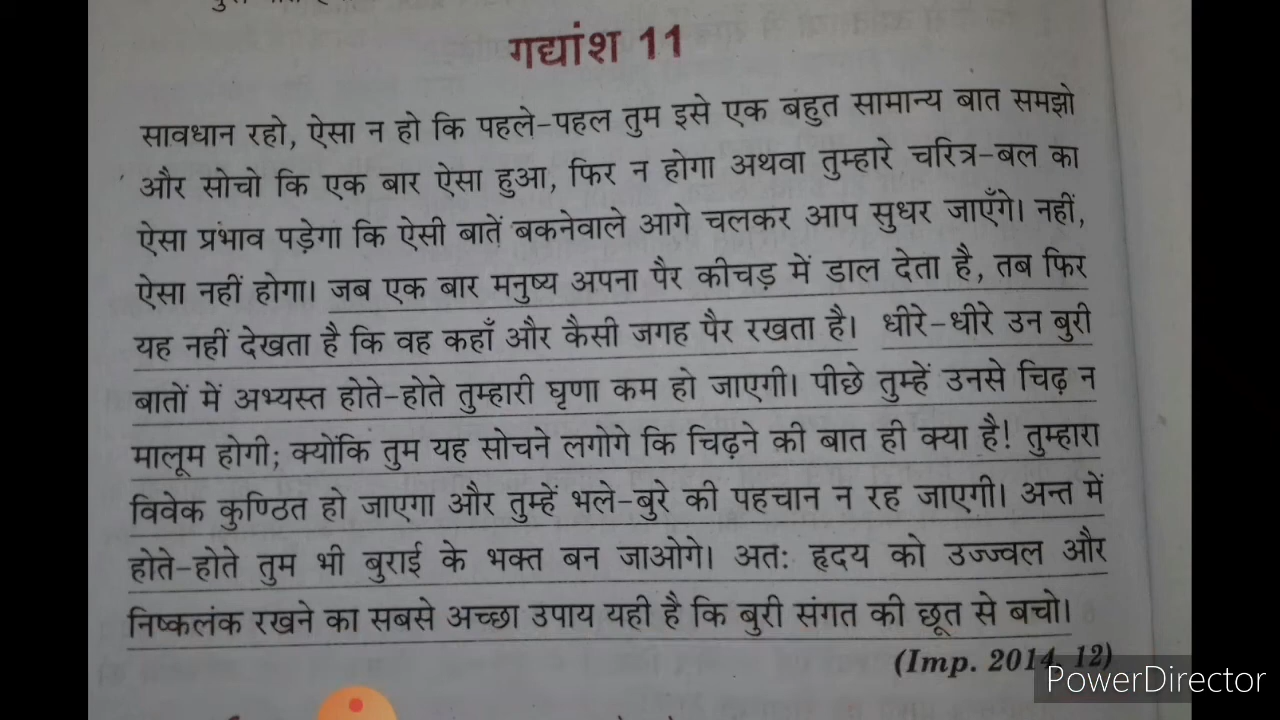 गद्यांश 11
सावधान रहो, ऐसा न हो कि पहले-पहल तुम इसे एक बहुत सामान्य बात समझो
और सोचो कि एक बार ऐसा हुआ, फिर न होगा अथवा तुम्हारे चरित्र-बल का
ऐसा प्रभाव पड़ेगा कि ऐसी बातें बकनेवाले आगे चलकर आप सुधर जाएँगे। नहीं,
ऐसा नहीं होगा। जब एक बार मनुष्य अपना पैर कीचड़ में डाल देता है, तब फिर
यह नहीं देखता है कि वह कहाँ और कैसी जगह पैर रखता है। धीरे-धीरे उन बुरी
बातों में अभ्यस्त होते-होते तुम्हारी घृणा कम हो जाएगी। पीछे तुम्हें उनसे चिढ़ न
मालूम होगी; क्योंकि तुम यह सोचने लगोगे कि चिढ़ने की बात ही क्या है! तुम्हारा
विवेक कुण्ठित हो जाएगा और तुम्हें भले-बुरे की पहचान न रह जाएगी। अन्त में
होते-होते तुम भी बुराई के भक्त बन जाओगे। अतः हृदय को उज्ज्वल और
निष्कलंक रखने का सबसे अच्छा उपाय यही है कि बुरी संगत की छूत से बचो।
(Imp. 2014, 12)
PowerDirector